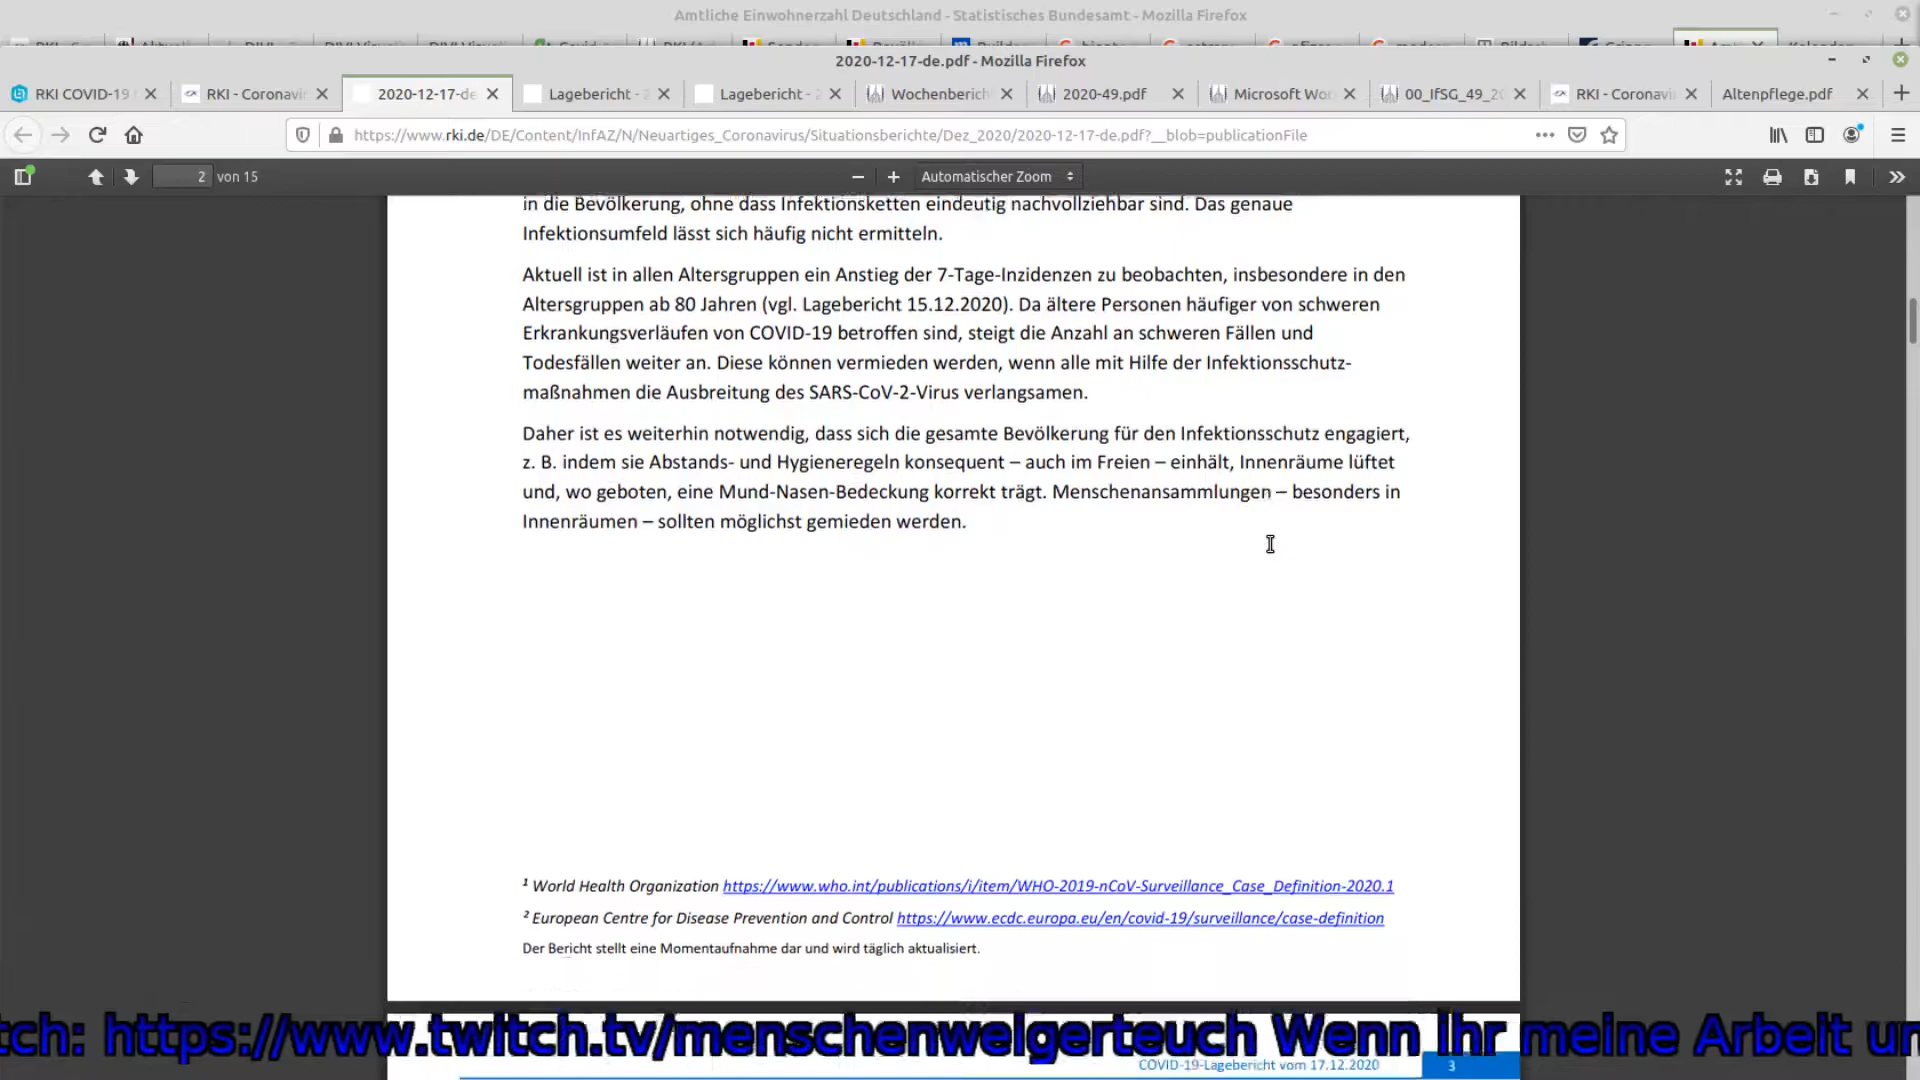 Amtliche Einwohnerzahl Deutschland - Statistisches Bundesamt - Mozilla Firefox
2020-12-17-de.pdf - Mozilla Firefox
RKI COVID-19
RKI - Coronavi
2020-12-17-de
Lagebericht - 2
Lagebericht - 2
Wochenberich
2020-49.pdf
Microsoft Wo
00_IfSG_49_20
RKI - Coronavi
Altenpflege.pdf
https://www.rki.de/DE/Content/InfAZ/N/Neuartiges_Coronavirus/Situationsberichte/Dez_2020/2020-12-17-de.pdf?__blob=publicationFile
2 von 15
Automatischer Zoom
in die Bevölkerung, ohne dass Infektionsketten eindeutig nachvollziehbar sind. Das genaue
Infektionsumfeld lässt sich häufig nicht ermitteln.
Aktuell ist in allen Altersgruppen ein Anstieg der 7-Tage-Inzidenzen zu beobachten, insbesondere in den
Altersgruppen ab 80 Jahren (vgl. Lagebericht 15.12.2020). Da ältere Personen häufiger von schweren
Erkrankungsverläufen von COVID-19 betroffen sind, steigt die Anzahl an schweren Fällen und
Todesfällen weiter an. Diese können vermieden werden, wenn alle mit Hilfe der Infektionsschutz-
maßnahmen die Ausbreitung des SARS-CoV-2-Virus verlangsamen.
Daher ist es weiterhin notwendig, dass sich die gesamte Bevölkerung für den Infektionsschutz engagiert,
z. B. indem sie Abstands- und Hygieneregeln konsequent – auch im Freien – einhält, Innenräume lüftet
und, wo geboten, eine Mund-Nasen-Bedeckung korrekt trägt. Menschenansammlungen – besonders in
Innenräumen – sollten möglichst gemieden werden.
1 World Health Organization https://www.who.int/publications/i/item/WHO-2019-nCoV-Surveillance_Case_Definition-2020.1
2 European Centre for Disease Prevention and Control https://www.ecdc.europa.eu/en/covid-19/surveillance/case-definition
Der Bericht stellt eine Momentaufnahme dar und wird täglich aktualisiert.
tch: https://www.twitch.tv/menschenwelgerteuch Wenn ihr meine Arbeit un
COVID-19-Lagebericht vom 17.12.2020
3